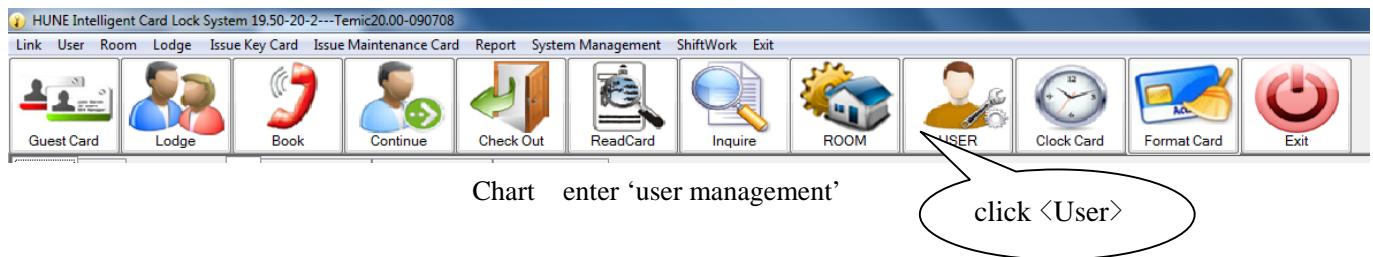 HUNE Intelligent Card Lock System 19.50-20-2---Temic20.00-090708
Link User Room Lodge Issue Key Card Issue Maintenance Card Report System Management ShiftWork Exit
Guest Card Lodge Book Continue Check Out ReadCard Inquire ROOM USER Clock Card Format Card Exit
Chart enter ‘user management’
click〈User〉